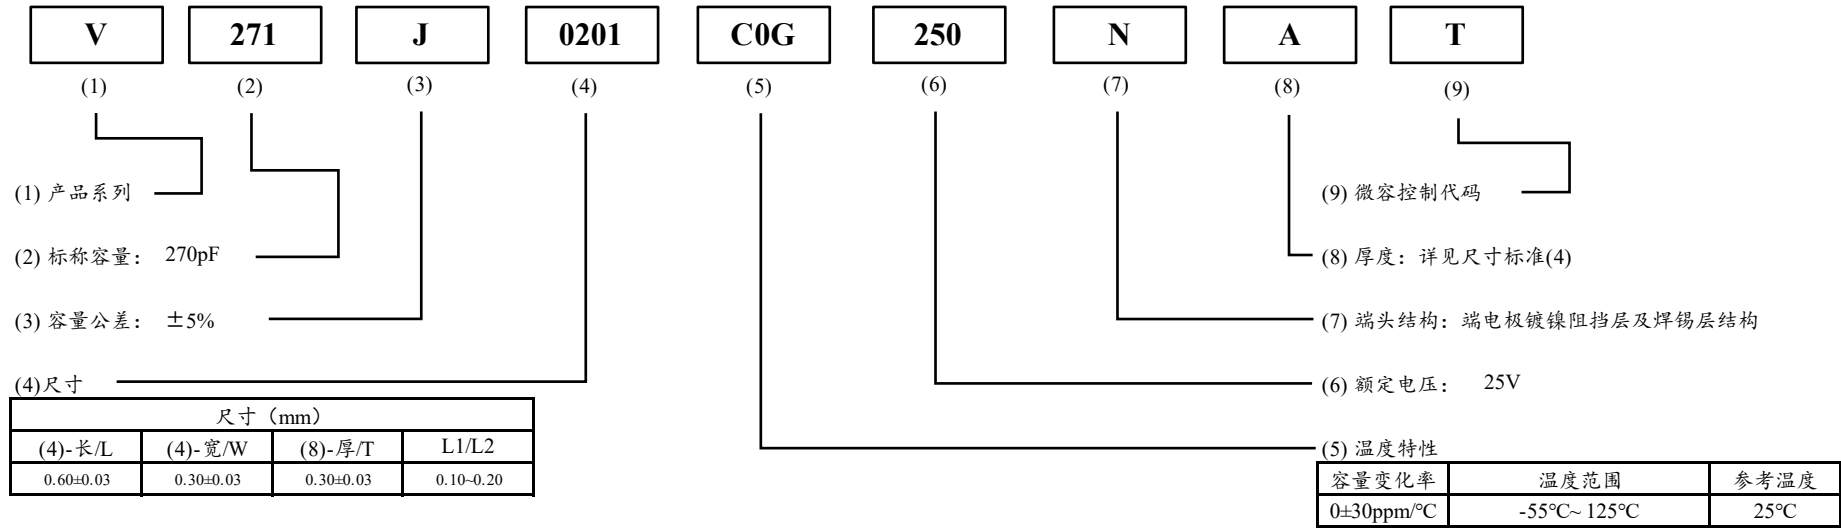 V 271 J 0201 C0G 250 N A T
(1) (2) (3) (4) (5) (6) (7) (8) (9)
(1) 产品系列
(9) 微容控制代码
(2) 标称容量： 270pF
(8) 厚度：详见尺寸标准(4)
(3) 容量公差： ±5%
(7) 端头结构：端电极镀镍阻挡层及焊锡层结构
(4)尺寸
(6) 额定电压： 25V
尺寸（mm）
(4)-长/L (4)-宽/W (8)-厚/T L1/L2
0.60±0.03 0.30±0.03 0.30±0.03 0.10~0.20
(5) 温度特性
容量变化率 温度范围 参考温度
0±30ppm/℃ -55℃~ 125℃ 25℃